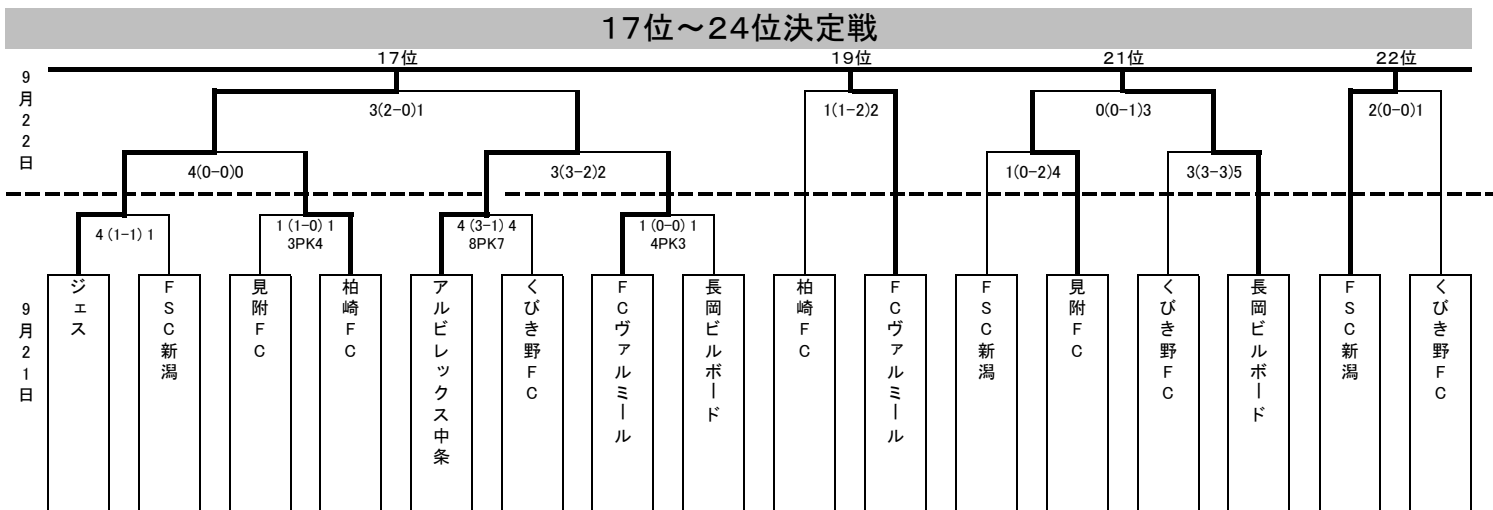 17位～24位決定戦
17位
19位
21位
22位
9月22日
3(2-0)1
1(1-2)2
0(0-1)3
2(0-0)1
4(0-0)0
3(3-2)2
1(0-2)4
3(3-3)5
4 (1-1) 1
1 (1-0) 1
3PK4
4 (3-1) 4
8PK7
1 (0-0) 1
4PK3
9月21日
ジェス
FSC新潟
見附FC
柏崎FC
アルビレックス中条
くびき野FC
FCヴァルミール
長岡ビルボード
柏崎FC
FCヴァルミール
FSC新潟
見附FC
くびき野FC
長岡ビルボード
FSC新潟
くびき野FC